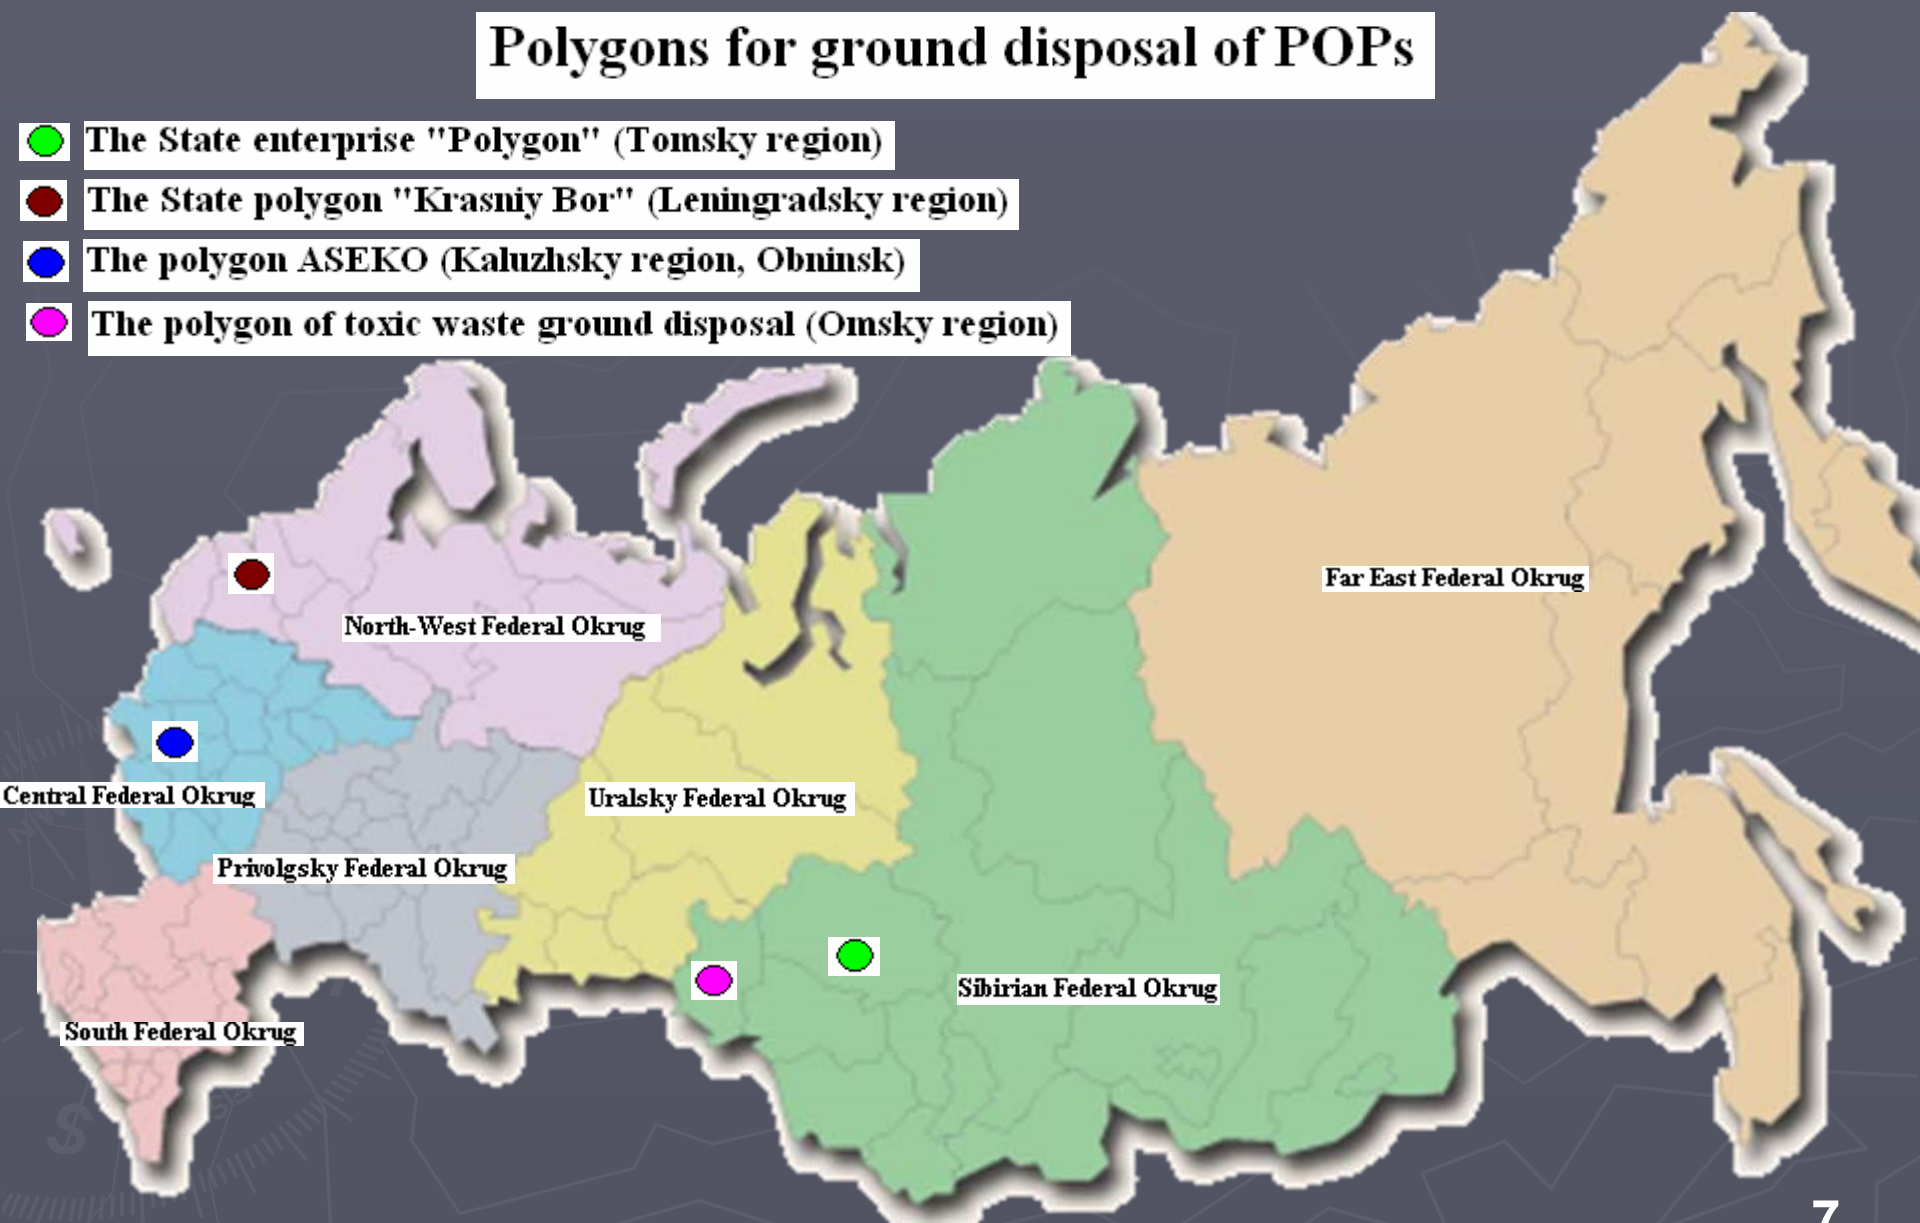 Polygons for ground disposal of POPs
The State enterprise "Polygon" (Tomsky region)
The State polygon "Krasniy Bor" (Leningradsky region)
The polygon ASEKO (Kaluzhsky region, Obninsk)
The polygon of toxic waste ground disposal (Omsky region)
Far East Federal Okrug
North-West Federal Okrug
Central Federal Okrug
Uralsky Federal Okrug
Privolgsky Federal Okrug
Sibirian Federal Okrug
South Federal Okrug
7